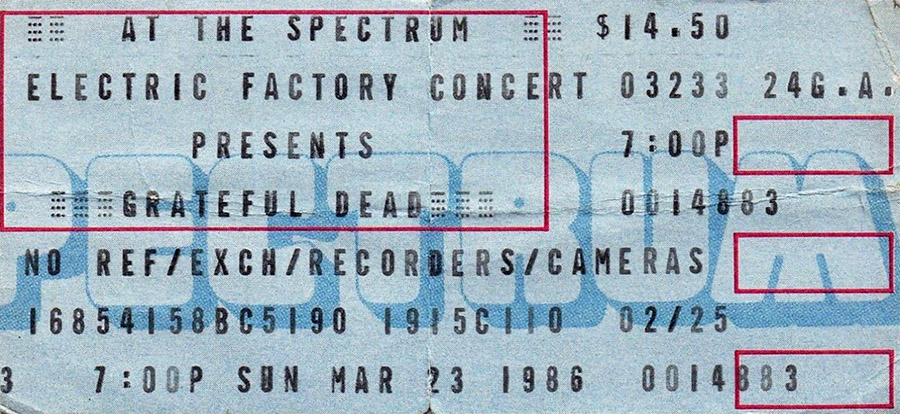 AT THE SPECTRUM $14.50
ELECTRIC FACTORY CONCERT 03233 24G.A.
PRESENTS 7:00P
GRATEFUL DEAD 0014883
NO REF/EXCH/RECORDERS/CAMERAS
16854158BC5190 1915C110 02/25
3 7:00P SUN MAR 23 1986 0014883
PECTRUM